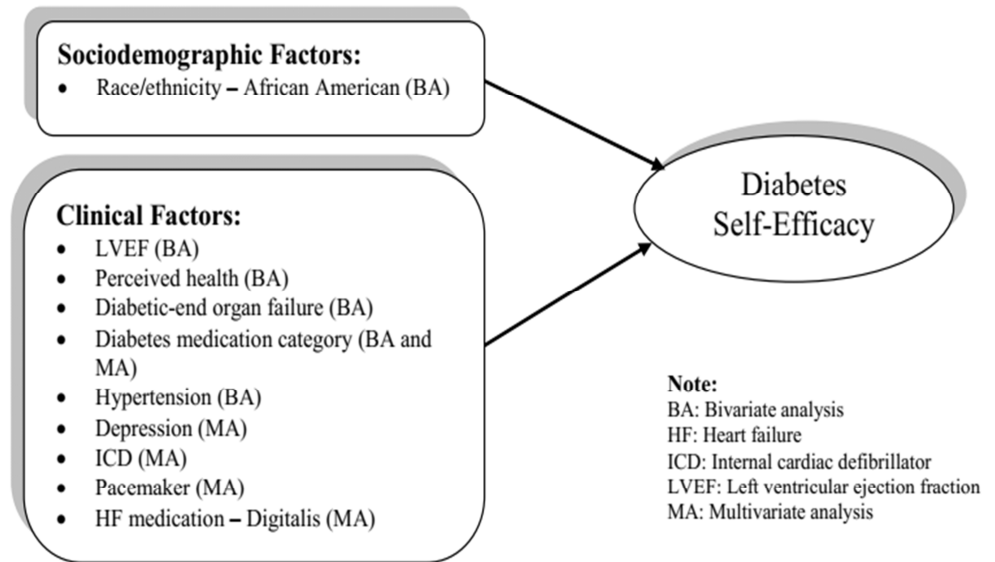 Sociodemographic Factors:
• Race/ethnicity – African American (BA)
Clinical Factors:
• LVEF (BA)
• Perceived health (BA)
• Diabetic-end organ failure (BA)
• Diabetes medication category (BA and
MA)
• Hypertension (BA)
• Depression (MA)
• ICD (MA)
• Pacemaker (MA)
• HF medication – Digitalis (MA)
Diabetes
Self-Efficacy
Note:
BA: Bivariate analysis
HF: Heart failure
ICD: Internal cardiac defibrillator
LVEF: Left ventricular ejection fraction
MA: Multivariate analysis